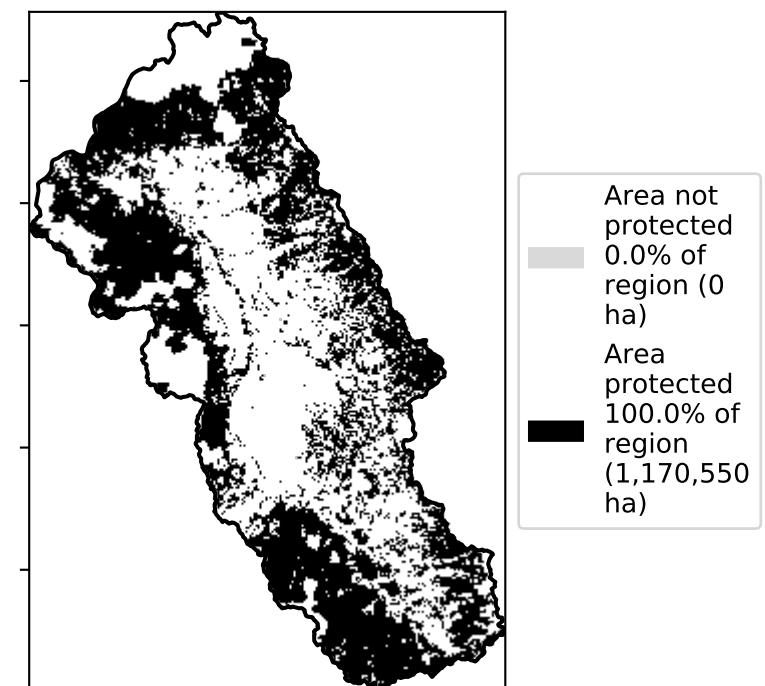 Area not
protected
0.0% of
region (0
ha)
Area
protected
100.0% of
region
(1,170,550
ha)